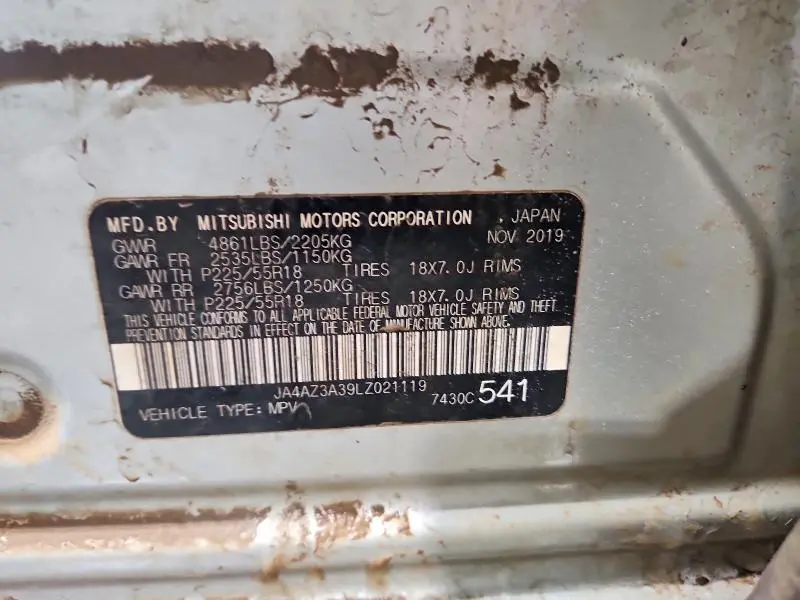 MFD.BY MITSUBISHI MOTORS CORPORATION , JAPAN
GVWR 4861LBS/2205KG NOV 2019
GAWR FR 2535LBS/1150KG
WITH P225/55R18 TIRES 18X7.0J RIMS
GAWR RR 2756LBS/1250KG
WITH P225/55R18 TIRES 18X7.0J RIMS
THIS VEHICLE CONFORMS TO ALL APPLICABLE FEDERAL MOTOR VEHICLE SAFETY AND THEFT
PREVENTION STANDARDS IN EFFECT ON THE DATE OF MANUFACTURE SHOWN ABOVE.
JA4AZ3A39LZ021119
VEHICLE TYPE: MPV 7430C 541